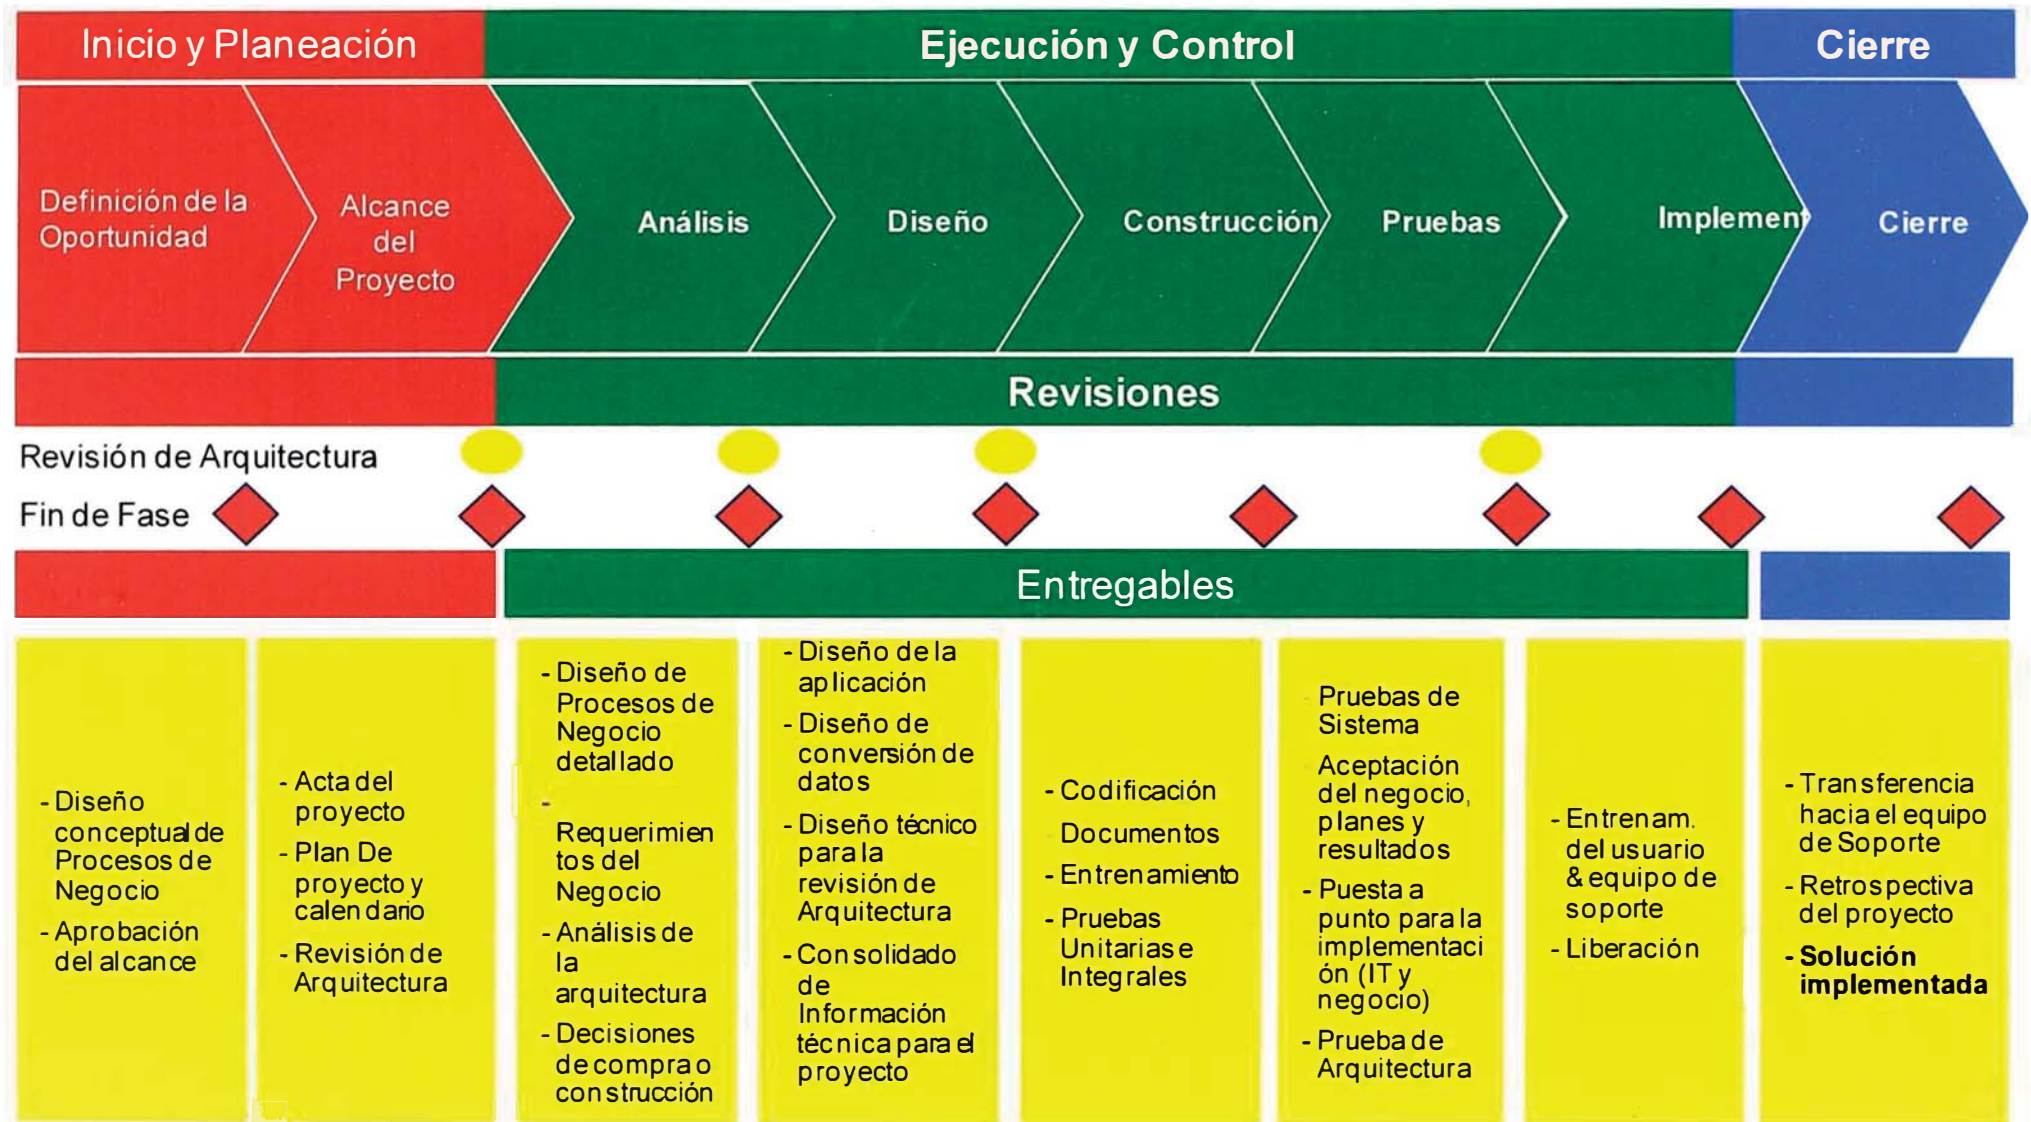 Inicio y Planeación
Ejecución y Control
Cierre
Definición de la
Oportunidad
Alcance
del
Proyecto
Análisis
Diseño
Construcción
Pruebas
Implement
Cierre
Revisiones
Revisión de Arquitectura
Fin de Fase
Entregables
- Diseño
conceptual de
Procesos de
Negocio
- Aprobación
del alcance
- Acta del
proyecto
- Plan De
proyecto y
calendario
- Revisión de
Arquitectura
- Diseño de
Procesos de
Negocio
detallado
-
Requerimien
tos del
Negocio
- Análisis de
la
arquitectura
- Decisiones
de compra o
construcción
- Diseño de la
aplicación
- Diseño de
conversión de
datos
- Diseño técnico
para la
revisión de
Arquitectura
- Consolidado
de
Información
técnica para el
proyecto
- Codificación
Documentos
- Entrenamiento
- Pruebas
Unitarias e
Integrales
Pruebas de
Sistema
Aceptación
del negocio,
planes y
resultados
- Puesta a
punto para la
implementaci
ón (IT y
negocio)
- Prueba de
Arquitectura
- Entrenam.
del usuario
& equipo de
soporte
- Liberación
- Transferencia
hacia el equipo
de Soporte
- Retrospectiva
del proyecto
- Solución
implementada